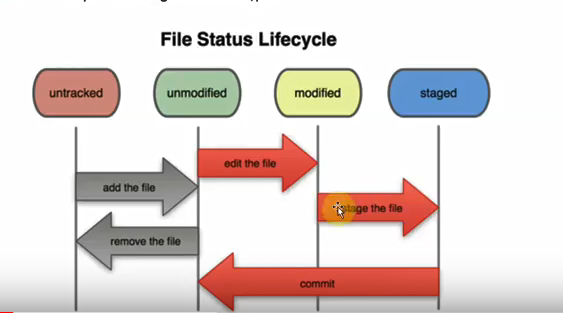 File Status Lifecycle
untracked
unmodified
modified
staged
edit the file
add the file
stage the file
remove the file
commit